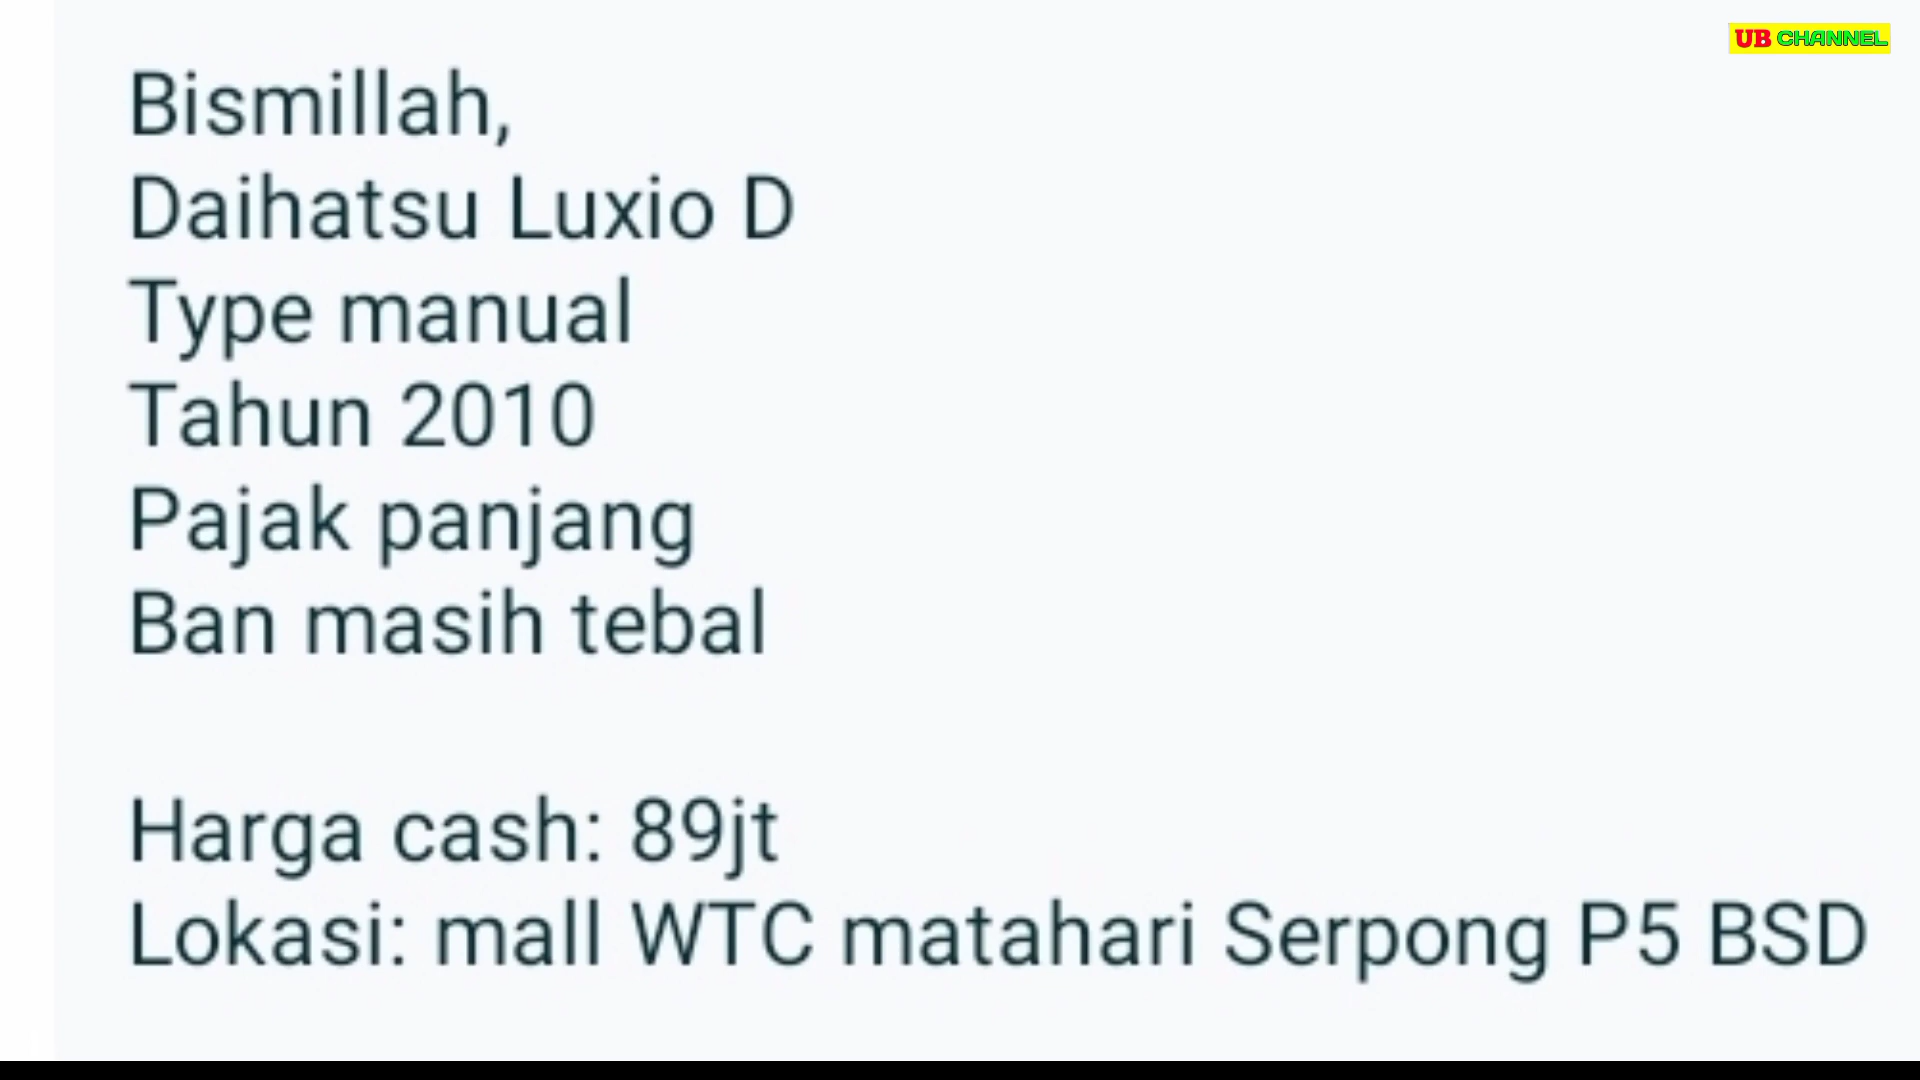 UB CHANNEL
Bismillah,
Daihatsu Luxio D
Type manual
Tahun 2010
Pajak panjang
Ban masih tebal
Harga cash: 89jt
Lokasi: mall WTC matahari Serpong P5 BSD